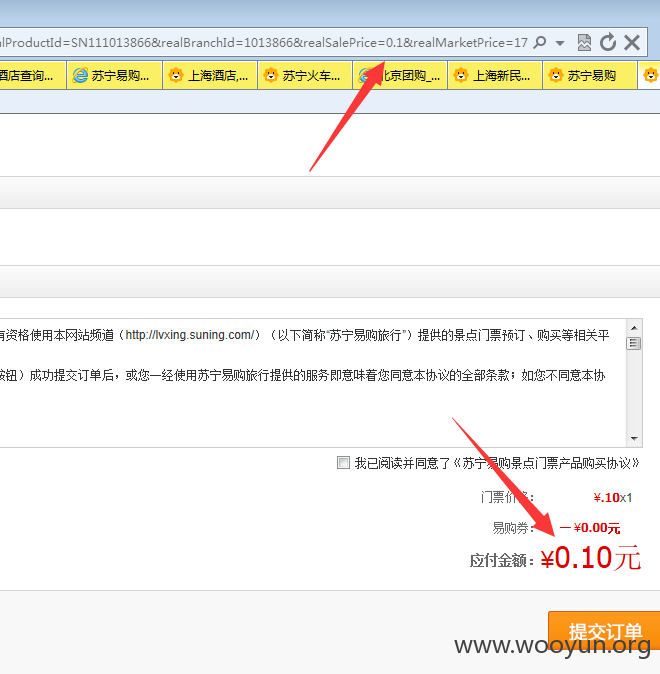 alProductId=SN111013866&realBranchId=1013866&realSalePrice=0.1&realMarketPrice=17
酒店查询... 苏宁易购... 上海酒店,... 苏宁火车... 北京团购_... 上海新民... 苏宁易购
有资格使用本网站频道（http://lvxing.suning.com/）（以下简称“苏宁易购旅行”）提供的景点门票预订、购买等相关平
按钮）成功提交订单后，或您一经使用苏宁易购旅行提供的服务即意味着您同意本协议的全部条款；如您不同意本协
我已阅读并同意了《苏宁易购景点门票产品购买协议》
门票价格： ¥.10x1
易购券： －¥0.00元
应付金额：¥0.10元
提交订单
www.wooyun.org